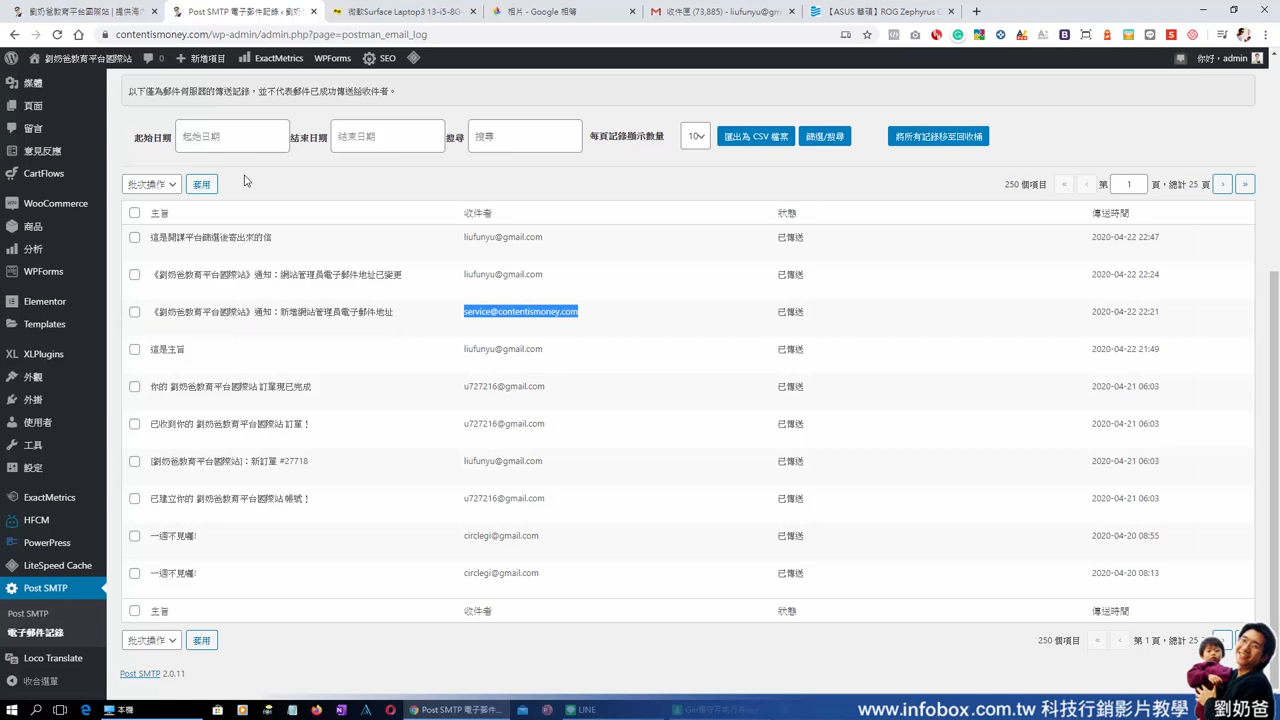 劉奶爸教育平台國際站 | 提供海
Post SMTP 電子郵件記錄 ‹ 劉奶
微軟Surface Laptop3 13-i5-8G
相片 - Google 相簿
收件匣 (73,885) - liufunyu@gm
【ASUS 華碩】ROG Zephyrus G
contentismoney.com/wp-admin/admin.php?page=postman_email_log
劉奶爸教育平台國際站
0
新增項目
ExactMetrics
WPForms
SEO
你好，admin
媒體
頁面
留言
意見反應
CartFlows
WooCommerce
商品
分析
WPForms
Elementor
Templates
XL XLPlugins
外觀
外掛
使用者
工具
設定
ExactMetrics
HFCM
PowerPress
LiteSpeed Cache
Post SMTP
Post SMTP
電子郵件記錄
Loco Translate
收合選單
以下僅為郵件伺服器的傳送記錄，並不代表郵件已成功傳送給收件者。
起始日期 起始日期 結束日期 結束日期 搜尋 搜尋 每頁記錄顯示數量 10 匯出為 CSV 檔案 篩選/搜尋 將所有記錄移至回收桶
批次操作 套用 250 個項目 « ‹ 第 1 頁，總計 25 頁 › »
主旨 收件者 狀態 傳送時間
這是開課平台篩選後寄出來的信 liufunyu@gmail.com 已傳送 2020-04-22 22:47
《劉奶爸教育平台國際站》通知：網站管理員電子郵件地址已變更 liufunyu@gmail.com 已傳送 2020-04-22 22:24
《劉奶爸教育平台國際站》通知：新增網站管理員電子郵件地址 service@contentismoney.com 已傳送 2020-04-22 22:21
這是主旨 liufunyu@gmail.com 已傳送 2020-04-22 21:49
你的 劉奶爸教育平台國際站 訂單現已完成 u727216@gmail.com 已傳送 2020-04-21 06:03
已收到你的 劉奶爸教育平台國際站 訂單！ u727216@gmail.com 已傳送 2020-04-21 06:03
[劉奶爸教育平台國際站]：新訂單 #27718 liufunyu@gmail.com 已傳送 2020-04-21 06:03
已建立你的 劉奶爸教育平台國際站 帳號！ u727216@gmail.com 已傳送 2020-04-21 06:03
一週不見囉! circlegi@gmail.com 已傳送 2020-04-20 08:55
一週不見囉! circlegi@gmail.com 已傳送 2020-04-20 08:13
主旨 收件者 狀態 傳送時間
批次操作 套用 250 個項目 « ‹ 第 1 頁，總計 25
Post SMTP 2.0.11
本機
Post SMTP 電子郵件...
LINE
www.infobox.com.tw 科技行銷影片教學
劉奶爸